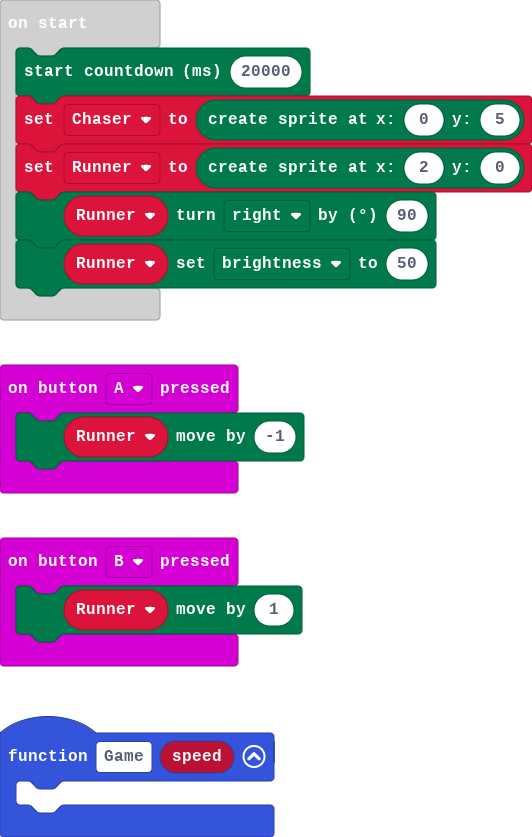 on start
start countdown (ms) 20000
set Chaser to create sprite at x: 0 y: 5
set Runner to create sprite at x: 2 y: 0
Runner turn right by (°) 90
Runner set brightness to 50
on button A pressed
Runner move by -1
on button B pressed
Runner move by 1
function Game speed